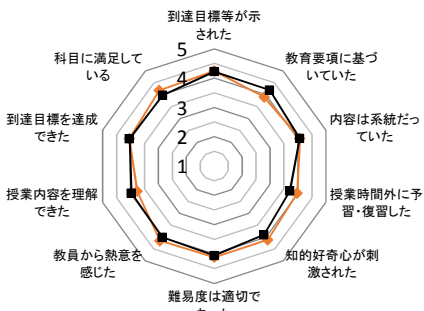 到達目標等が示
された
教育要項に基づ
いていた
内容は系統だっ
ていた
授業時間外に予
習・復習した
知的好奇心が刺
激された
難易度は適切で
教員から熱意を
感じた
授業内容を理解
できた
到達目標を達成
できた
科目に満足して
いる
5
4
3
2
1